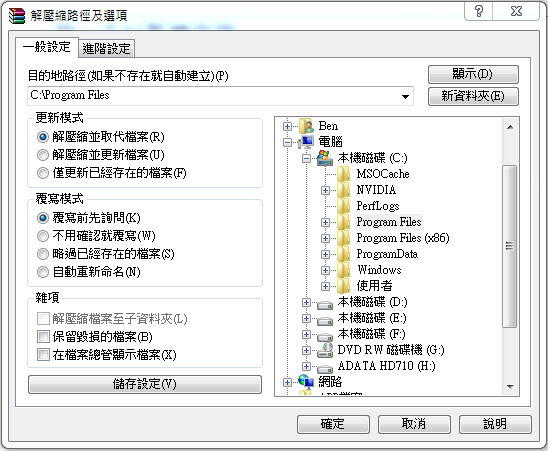 解壓縮路徑及選項
一般設定
進階設定
目的地路徑(如果不存在就自動建立)(P)
顯示(D)
C:\Program Files
新資料夾(E)
更新模式
解壓縮並取代檔案(R)
解壓縮並更新檔案(U)
僅更新已經存在的檔案(F)
覆寫模式
覆寫前先詢問(K)
不用確認就覆寫(W)
略過已經存在的檔案(S)
自動重新命名(N)
雜項
解壓縮檔案至子資料夾(L)
保留毀損的檔案(B)
在檔案總管顯示檔案(X)
儲存設定(V)
Ben
電腦
本機磁碟 (C:)
MSOCache
NVIDIA
PerfLogs
Program Files
Program Files (x86)
ProgramData
Windows
使用者
本機磁碟 (D:)
本機磁碟 (E:)
本機磁碟 (F:)
DVD RW 磁碟機 (G:)
ADATA HD710 (H:)
網路
確定
取消
說明